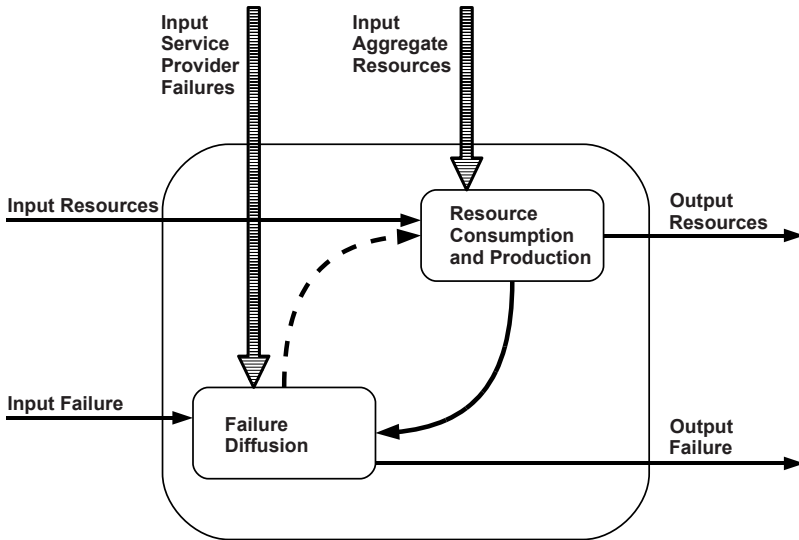 Input
Service
Provider
Failures
Input
Aggregate
Resources
Input Resources
Resource
Consumption
and Production
Output
Resources
Input Failure
Failure
Diffusion
Output
Failure